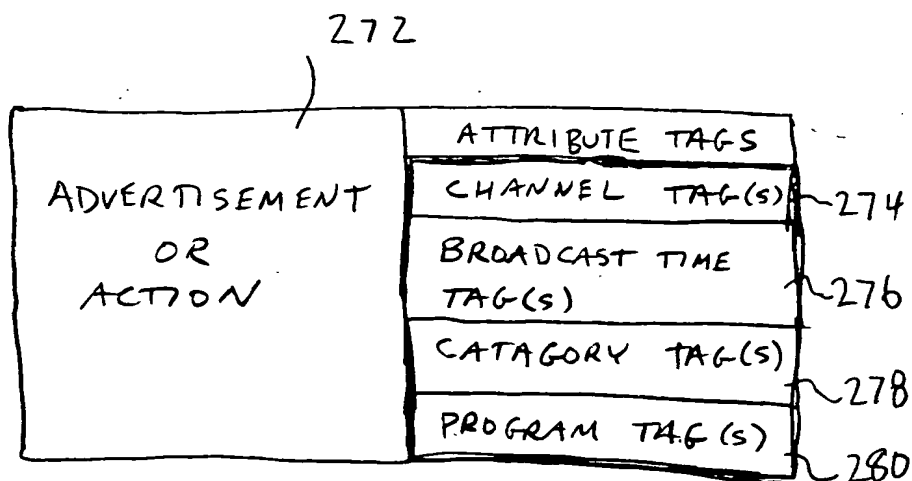 272
ADVERTISEMENT
OR
ACTION
ATTRIBUTE TAGS
CHANNEL TAG(S)
274
BROADCAST TIME
TAG(S)
276
CATAGORY TAG(S)
278
PROGRAM TAG(S)
280